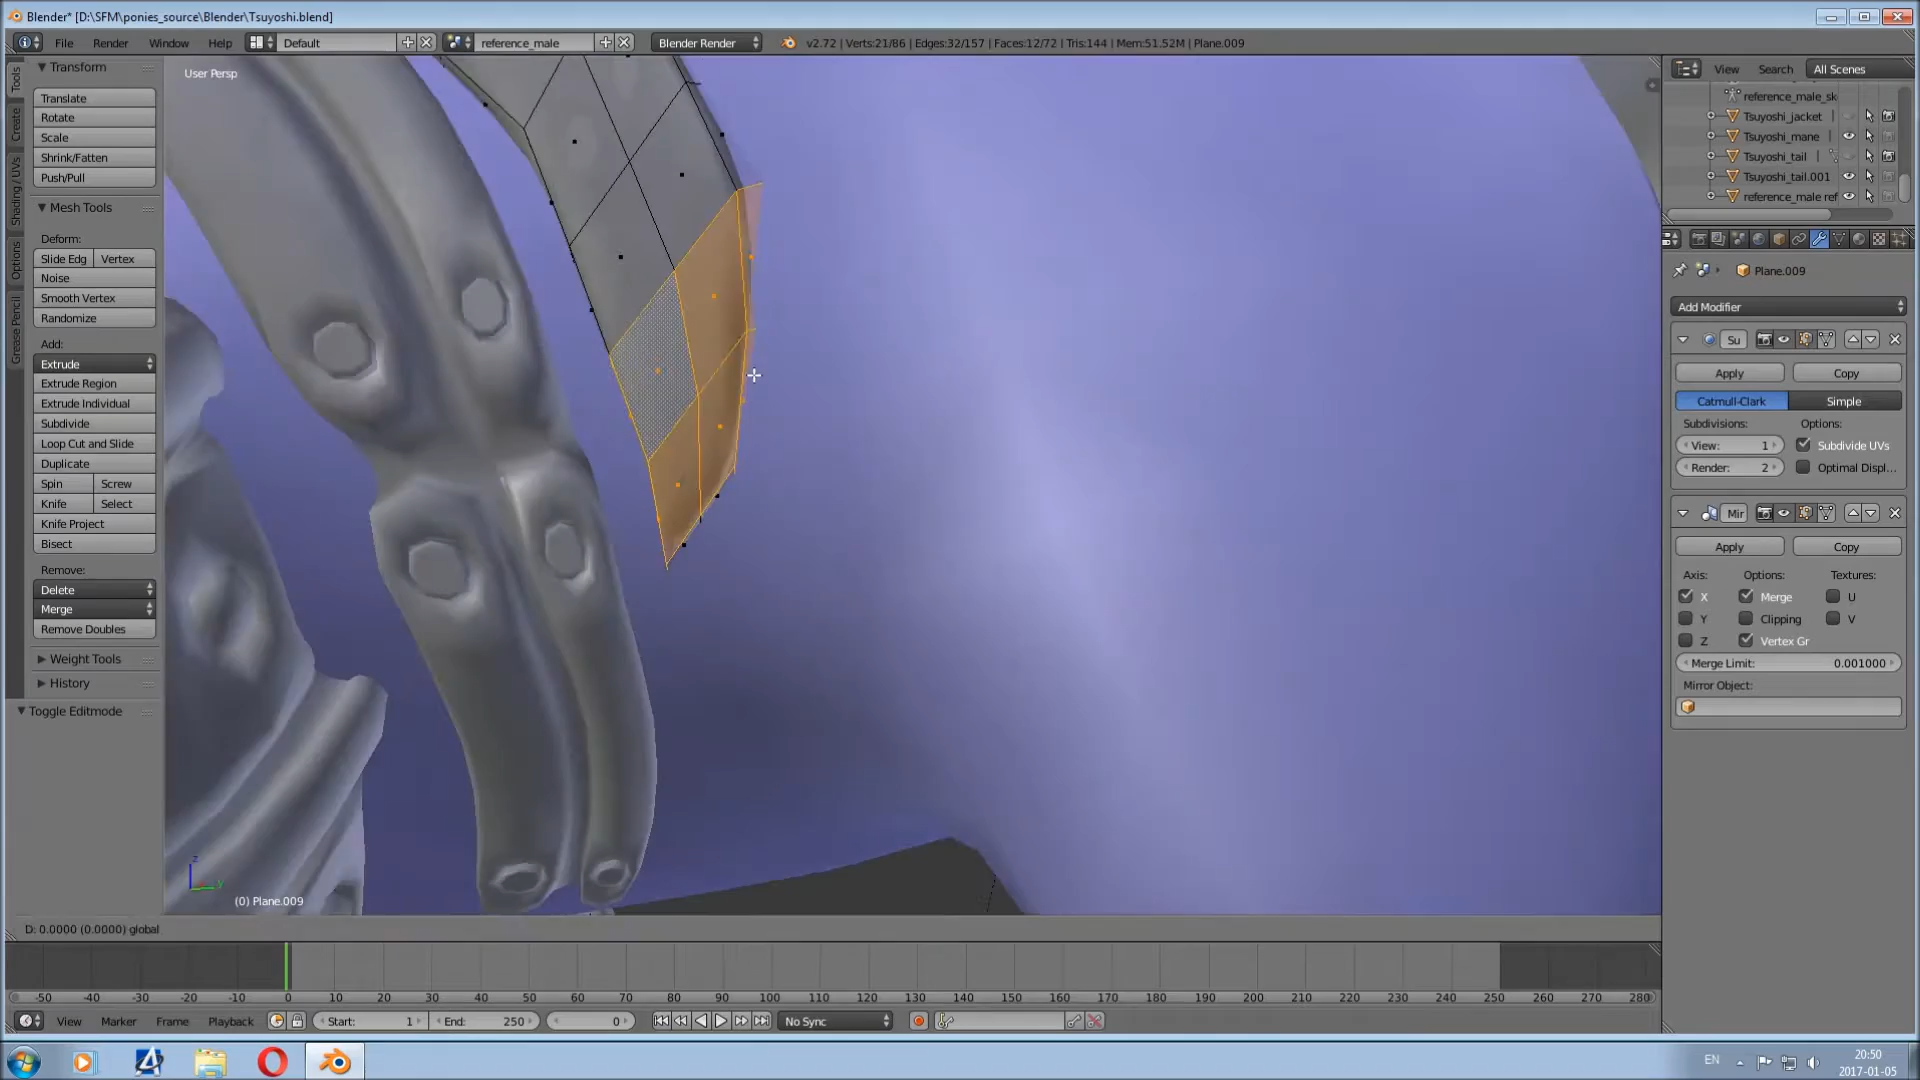 Blender* [D:\SFM\ponies_source\Blender\Tsuyoshi.blend]
File Render Window Help Default reference_male Blender Render v2.72 | Verts:21/86 | Edges:32/157 | Faces:12/72 | Tris:144 | Mem:51.52M | Plane.009
Tools
Create
Shading / UVs
Options
Grease Pencil
Transform
Translate
Rotate
Scale
Shrink/Fatten
Push/Pull
Mesh Tools
Deform:
Slide Edg Vertex
Noise
Smooth Vertex
Randomize
Add:
Extrude
Extrude Region
Extrude Individual
Subdivide
Loop Cut and Slide
Duplicate
Spin Screw
Knife Select
Knife Project
Bisect
Remove:
Delete
Merge
Remove Doubles
Weight Tools
History
Toggle Editmode
User Persp
z
y
(0) Plane.009
View Search All Scenes
reference_male_sk
Tsuyoshi_jacket
Tsuyoshi_mane
Tsuyoshi_tail
Tsuyoshi_tail.001
reference_male ref
Plane.009
Add Modifier
Su
Apply Copy
Catmull-Clark Simple
Subdivisions: Options:
View: 1 Subdivide UVs
Render: 2 Optimal Displ...
Mir
Apply Copy
Axis: Options: Textures:
X Merge U
Y Clipping V
Z Vertex Gr
Merge Limit: 0.001000
Mirror Object:
D: 0.0000 (0.0000) global
-50 -40 -30 -20 -10 0 10 20 30 40 50 60 70 80 90 100 110 120 130 140 150 160 170 180 190 200 210 220 230 240 250 260 270 280
View Marker Frame Playback Start: 1 End: 250 0 No Sync
EN 20:50
2017-01-05